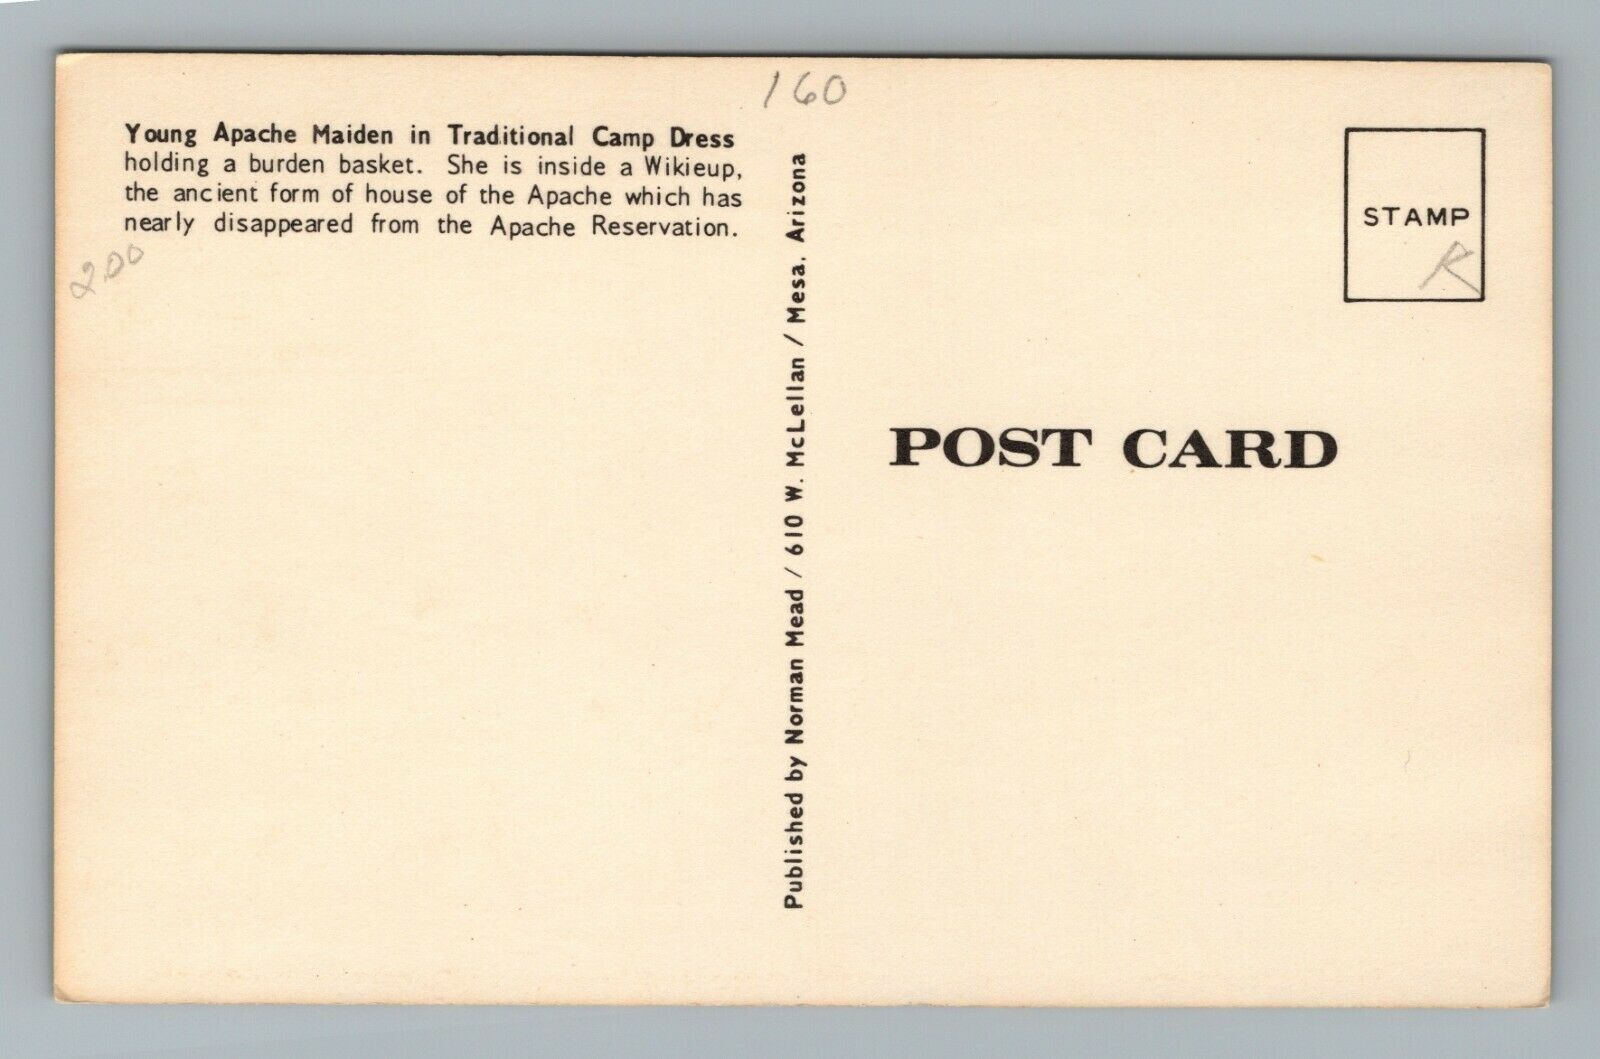 160
Young Apache Maiden in Traditional Camp Dress
holding a burden basket. She is inside a Wikieup,
the ancient form of house of the Apache which has
nearly disappeared from the Apache Reservation.
200
Published by Norman Mead / 610 W. McLellan / Mesa, Arizona
STAMP
R
POST CARD